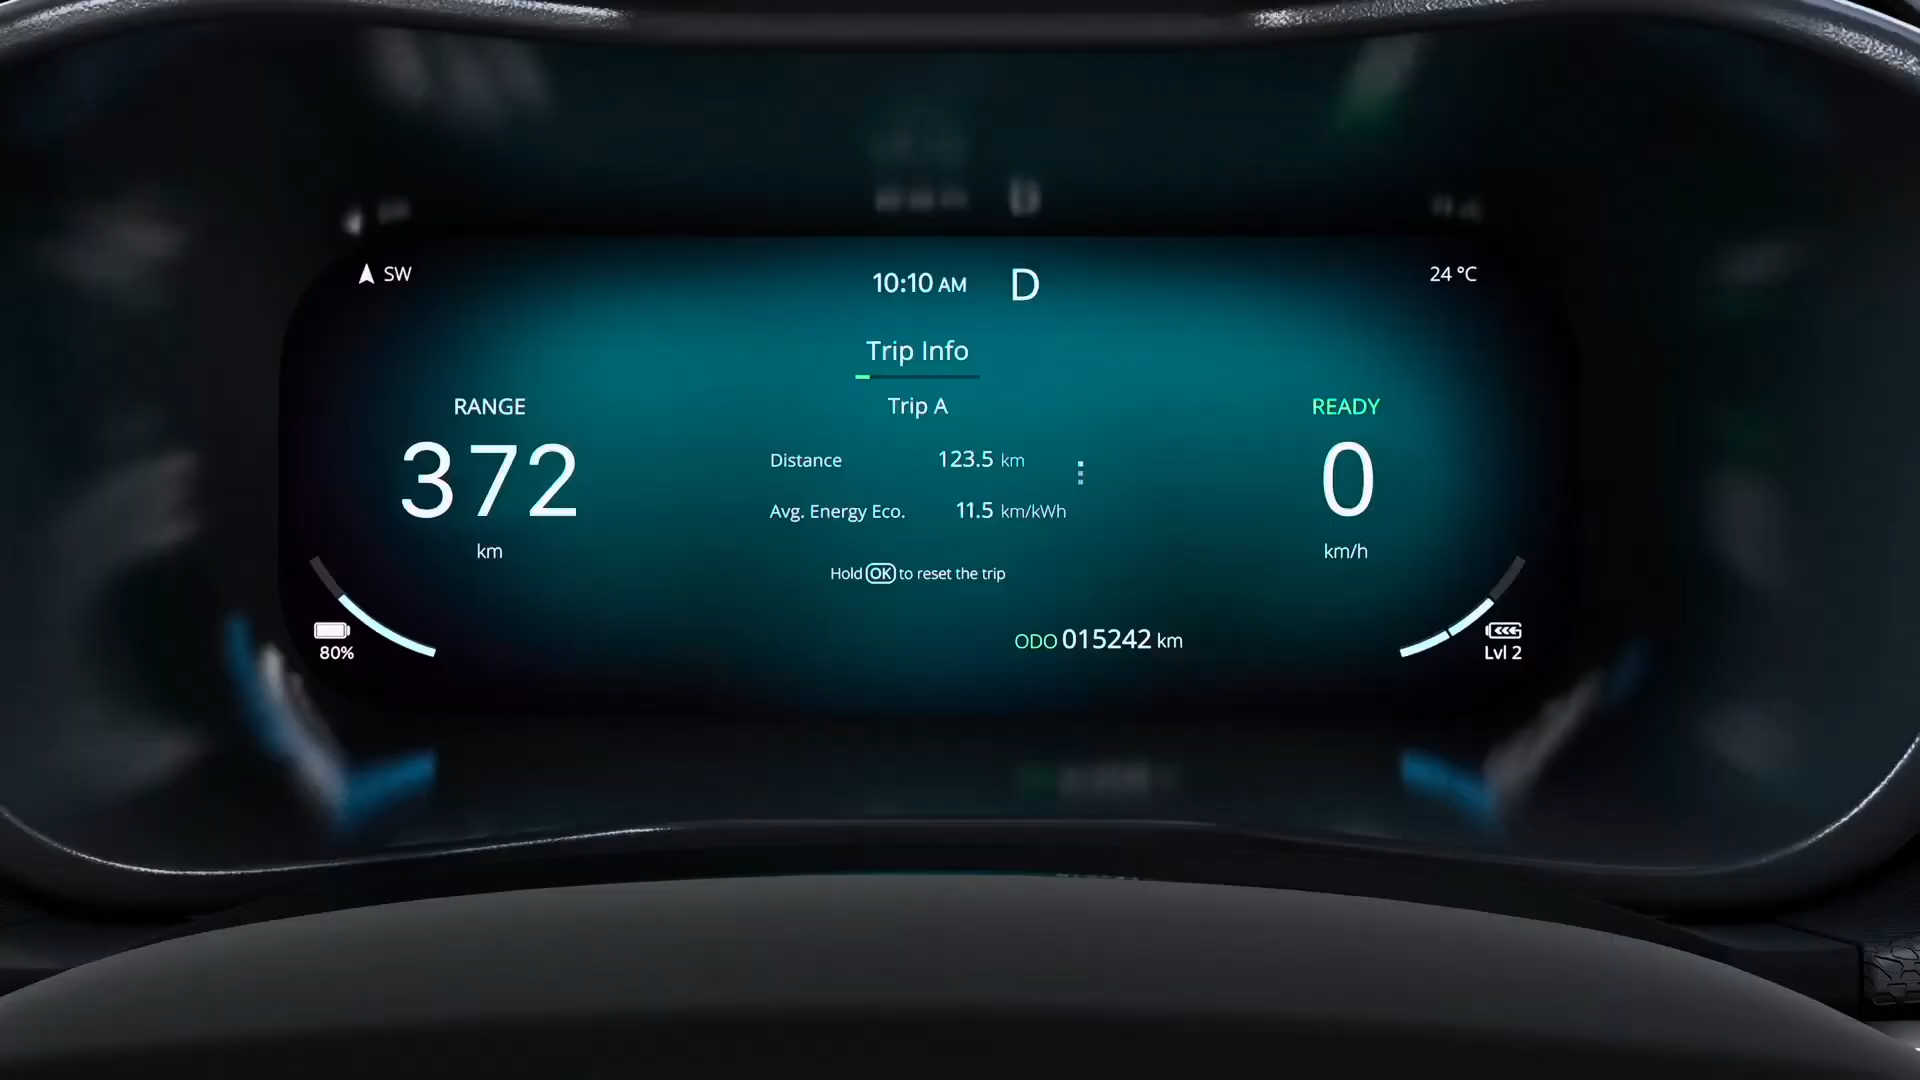 SW
10:10 AM D
24 °C
Trip Info
Trip A
RANGE
372
km
Distance 123.5 km
Avg. Energy Eco. 11.5 km/kWh
Hold OK to reset the trip
READY
0
km/h
80%
ODO 015242 km
Lvl 2